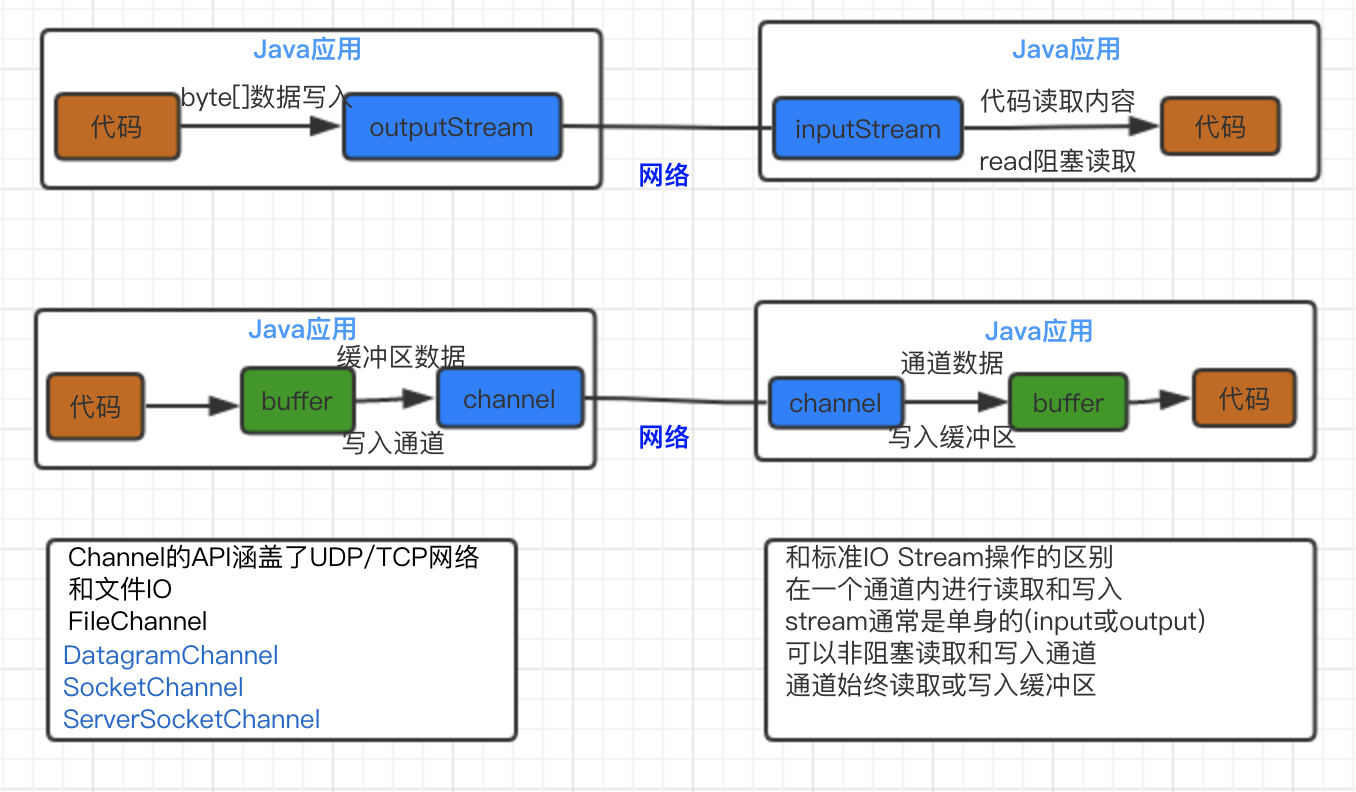 Java应用
byte[]数据写入
代码
outputStream
Java应用
代码读取内容
inputStream
代码
read阻塞读取
网络
Java应用
缓冲区数据
代码
buffer
channel
写入通道
Java应用
通道数据
channel
buffer
代码
写入缓冲区
网络
Channel的API涵盖了UDP/TCP网络
和文件IO
FileChannel
DatagramChannel
SocketChannel
ServerSocketChannel
和标准IO Stream操作的区别
在一个通道内进行读取和写入
stream通常是单身的(input或output)
可以非阻塞读取和写入通道
通道始终读取或写入缓冲区